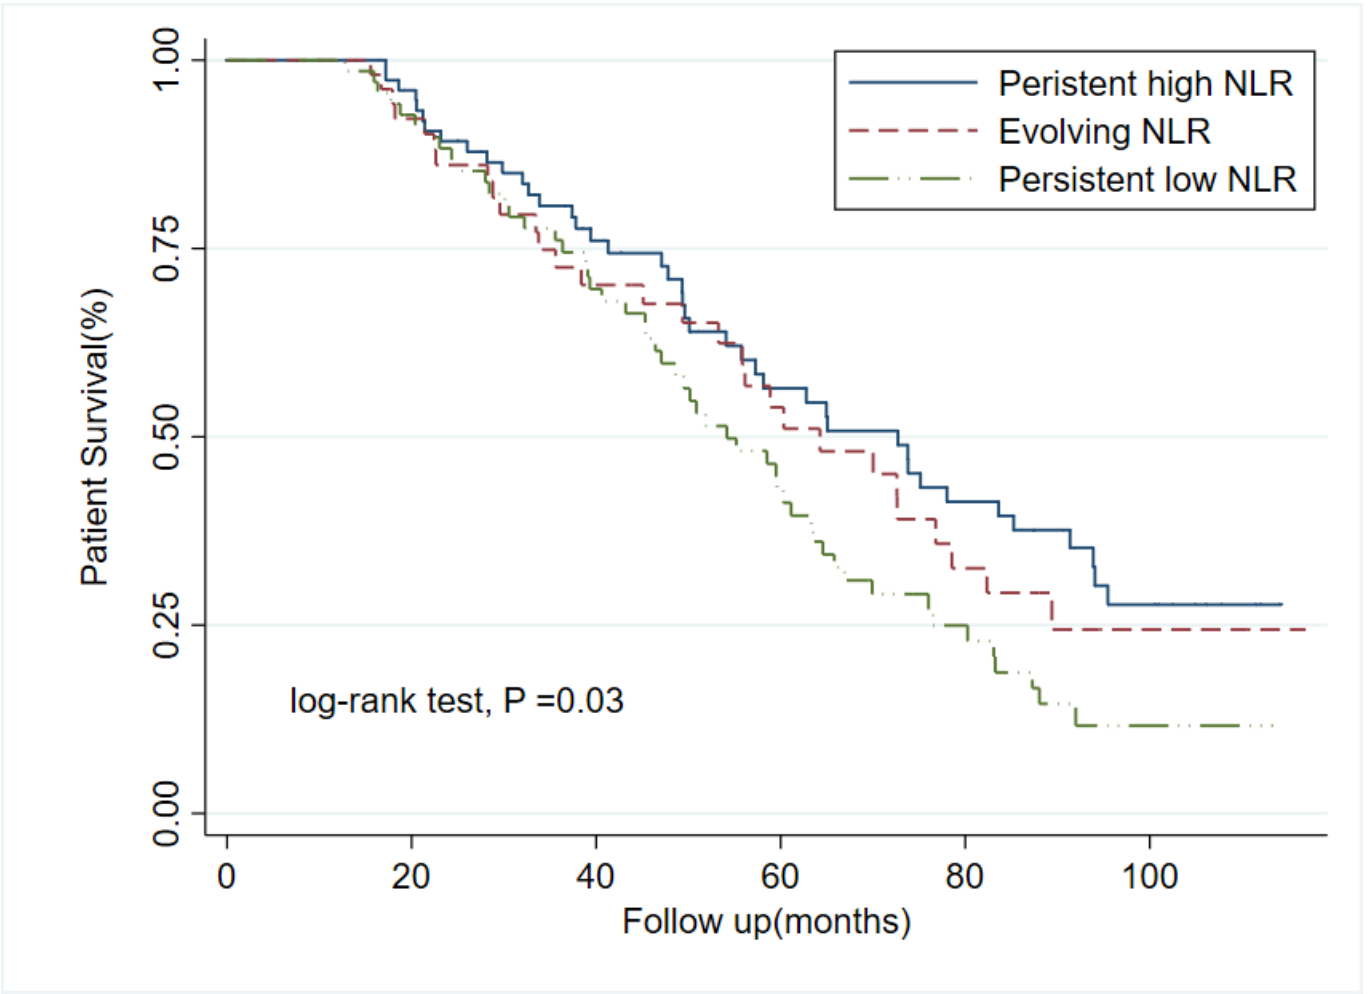 1.00
0.75
0.50
0.25
0.00
Patient Survival(%)
Peristent high NLR
Evolving NLR
Persistent low NLR
log-rank test, P =0.03
0 20 40 60 80 100
Follow up(months)